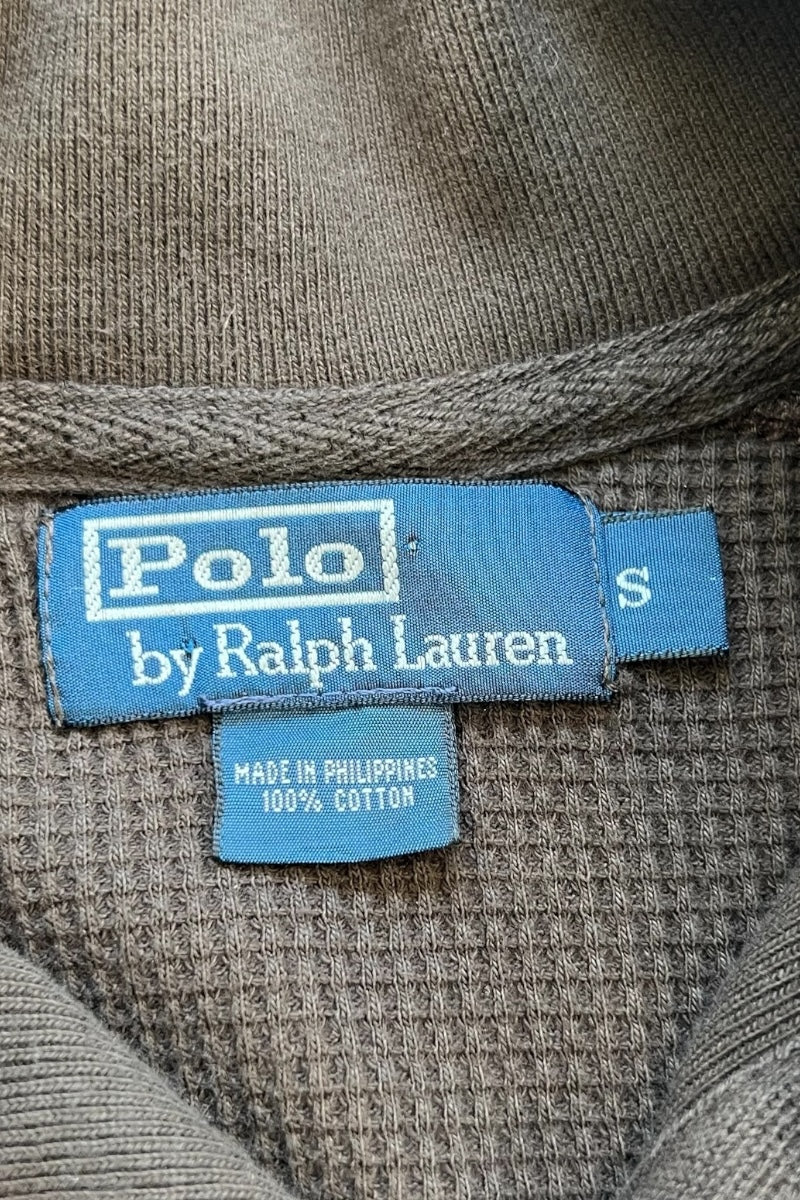 Polo
by Ralph Lauren
S
MADE IN PHILIPPINES
100% COTTON